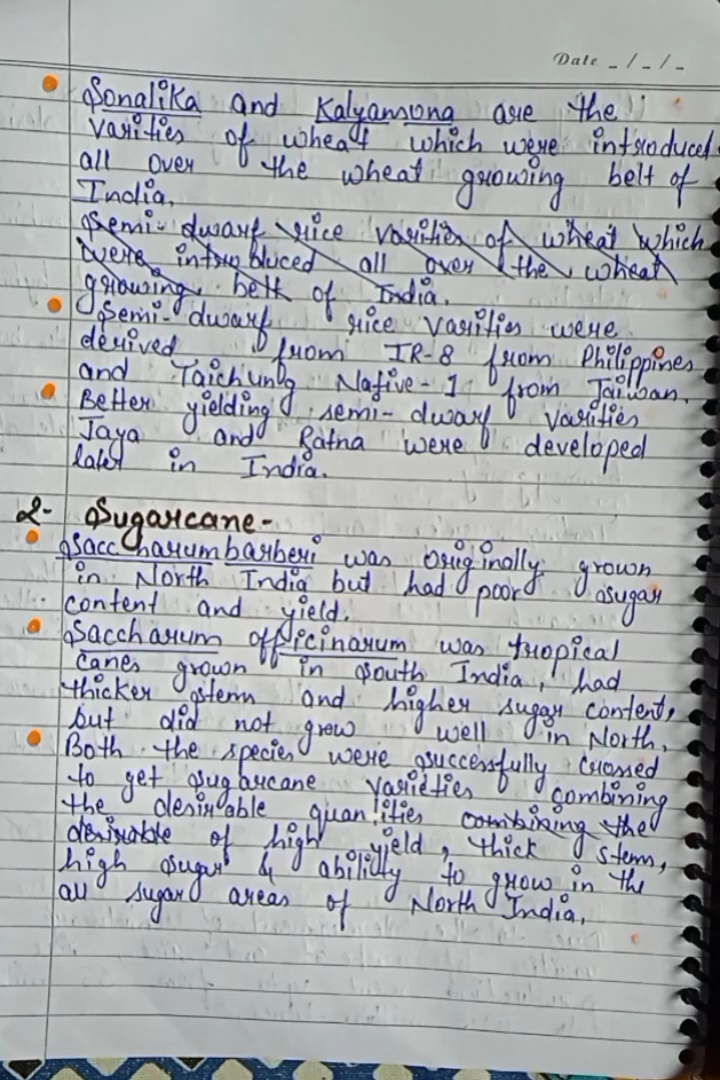 Date _ / _ / _
Sonalika and Kalyansona are the
varities of wheat which were introduced
all over the wheat growing belt of
India.
Semi-dwarf rice varities of wheat which
were introduced all over the wheat
growing belt of India.
Semi-dwarf rice varities were
derived from IR-8 from Philippines
and Taichung Native-1 from Taiwan.
Better yielding semi-dwarf varities
Jaya and Ratna were developed
later in India.
2- Sugarcane-
Saccharum barberi was originally grown
in North India but had poor sugar
content and yield.
Saccharum officinarum was tropical
canes grown in south India, had
thicker stem and higher sugar content,
but did not grow well in North.
Both the species were successfully crossed
to get sugarcane varieties combining
the desirable quantities combining the
desirable of high yield, thick stem,
high sugar & ability to grow in the
all sugar areas of North India.